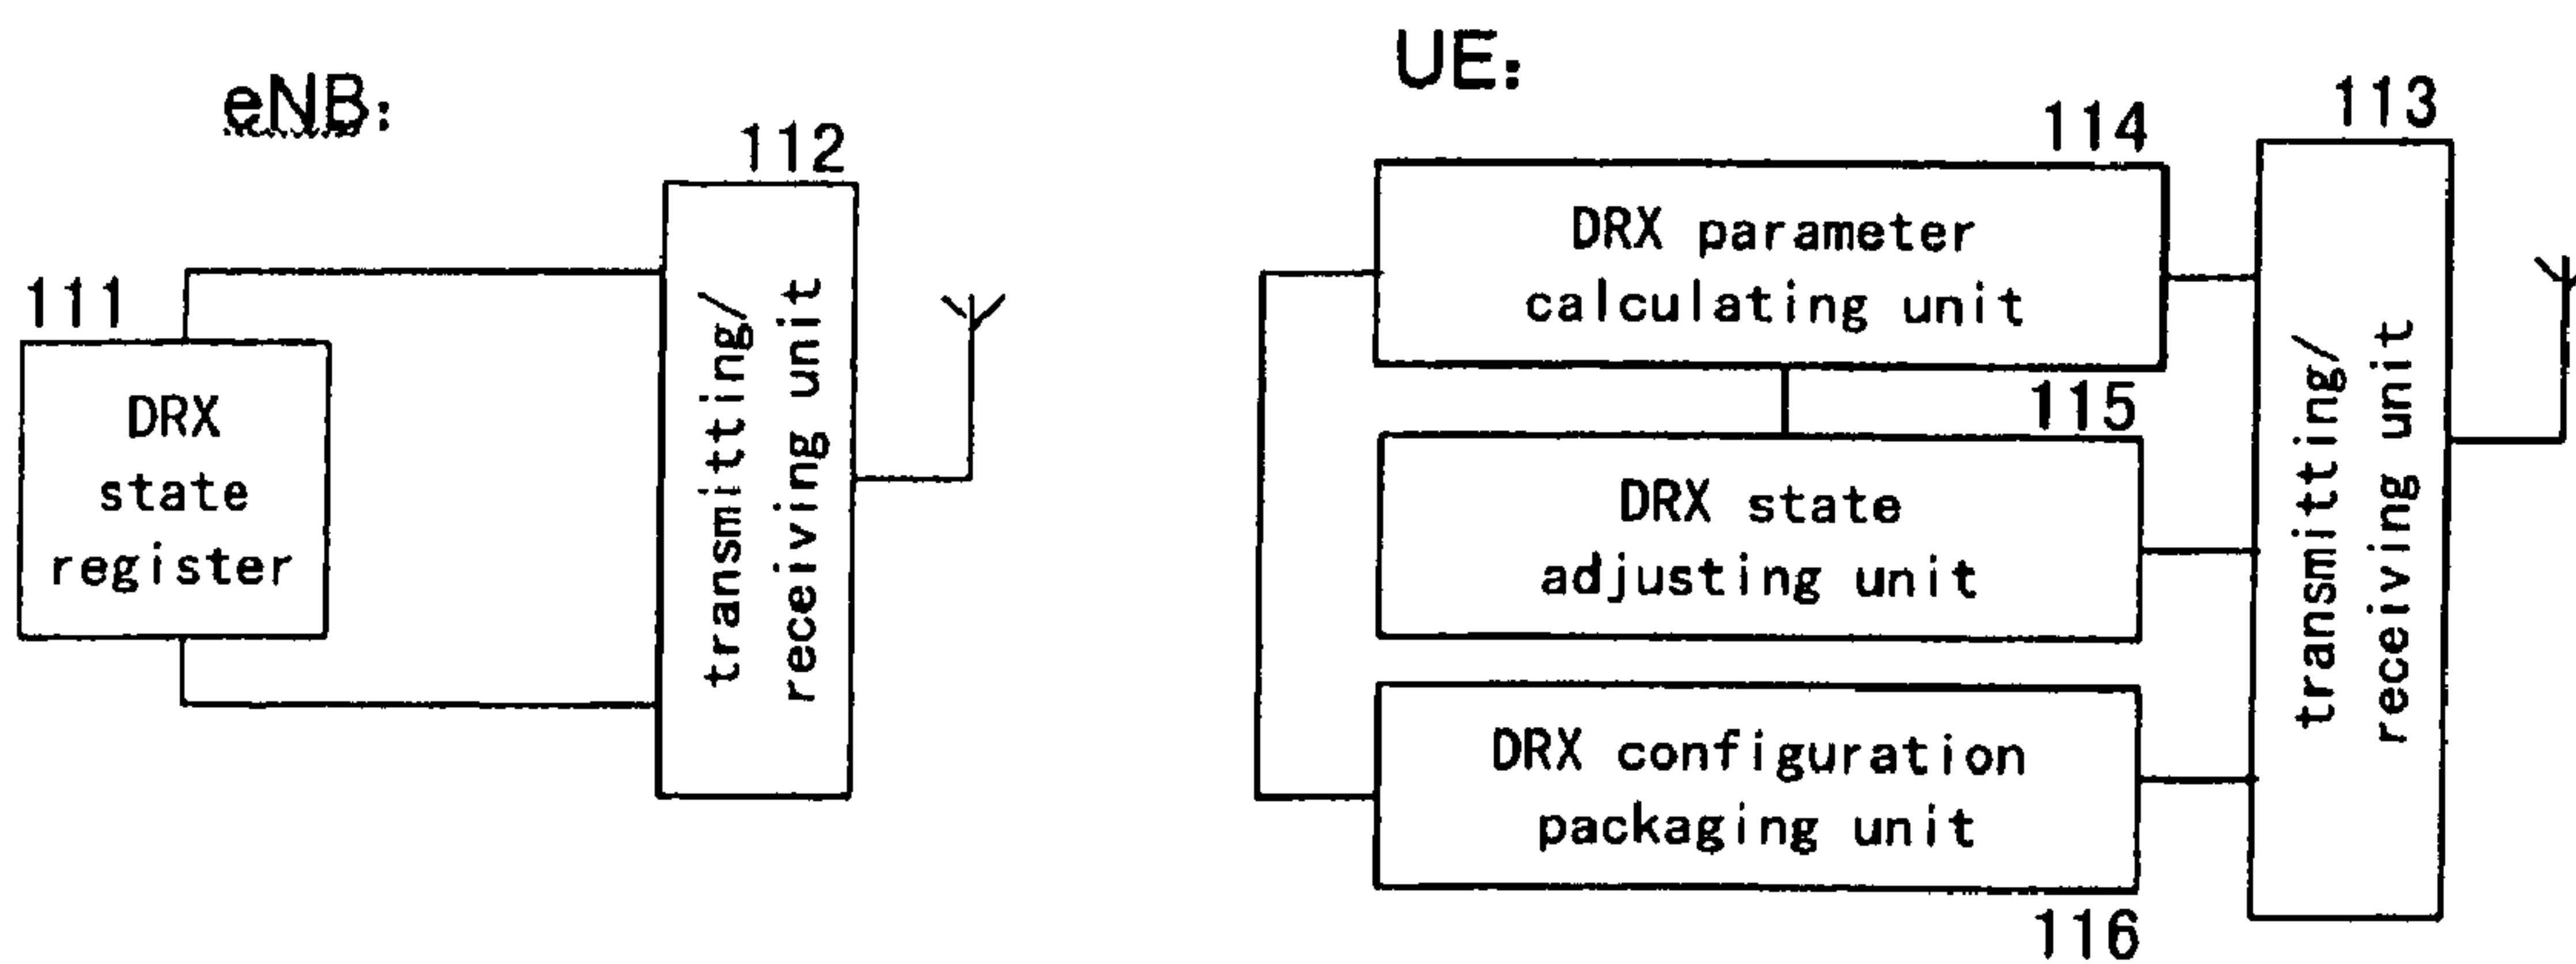 eNB:
112
111
DRX
state
register
transmitting/
receiving unit
UE:
114
113
DRX parameter
calculating unit
115
DRX state
adjusting unit
DRX configuration
packaging unit
116
transmitting/
receiving unit